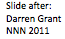 Slide after:
Darren Grant
NNN 2011